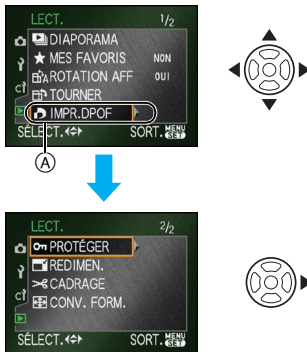 LECT. 1/2
DIAPORAMA
MES FAVORIS NON
ROTATION AFF OUI
TOURNER
IMPR.DPOF
SÉLECT. SORT. MENU SET
A
LECT. 2/2
PROTÉGER
REDIMEN.
CADRAGE
CONV. FORM.
SÉLECT. SORT. MENU SET